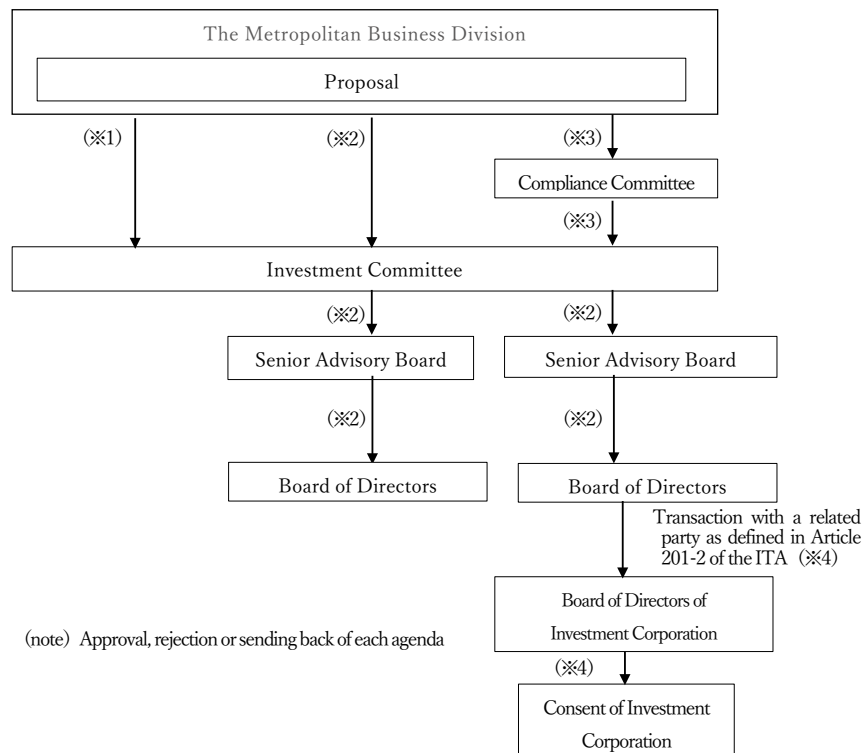 The Metropolitan Business Division
Proposal
(※1)
(※2)
(※3)
Compliance Committee
(※3)
Investment Committee
(※2)
(※2)
Senior Advisory Board
Senior Advisory Board
(※2)
(※2)
Board of Directors
Board of Directors
Transaction with a related
party as defined in Article
201-2 of the ITA (※4)
Board of Directors of
Investment Corporation
(note) Approval, rejection or sending back of each agenda
(※4)
Consent of Investment
Corporation